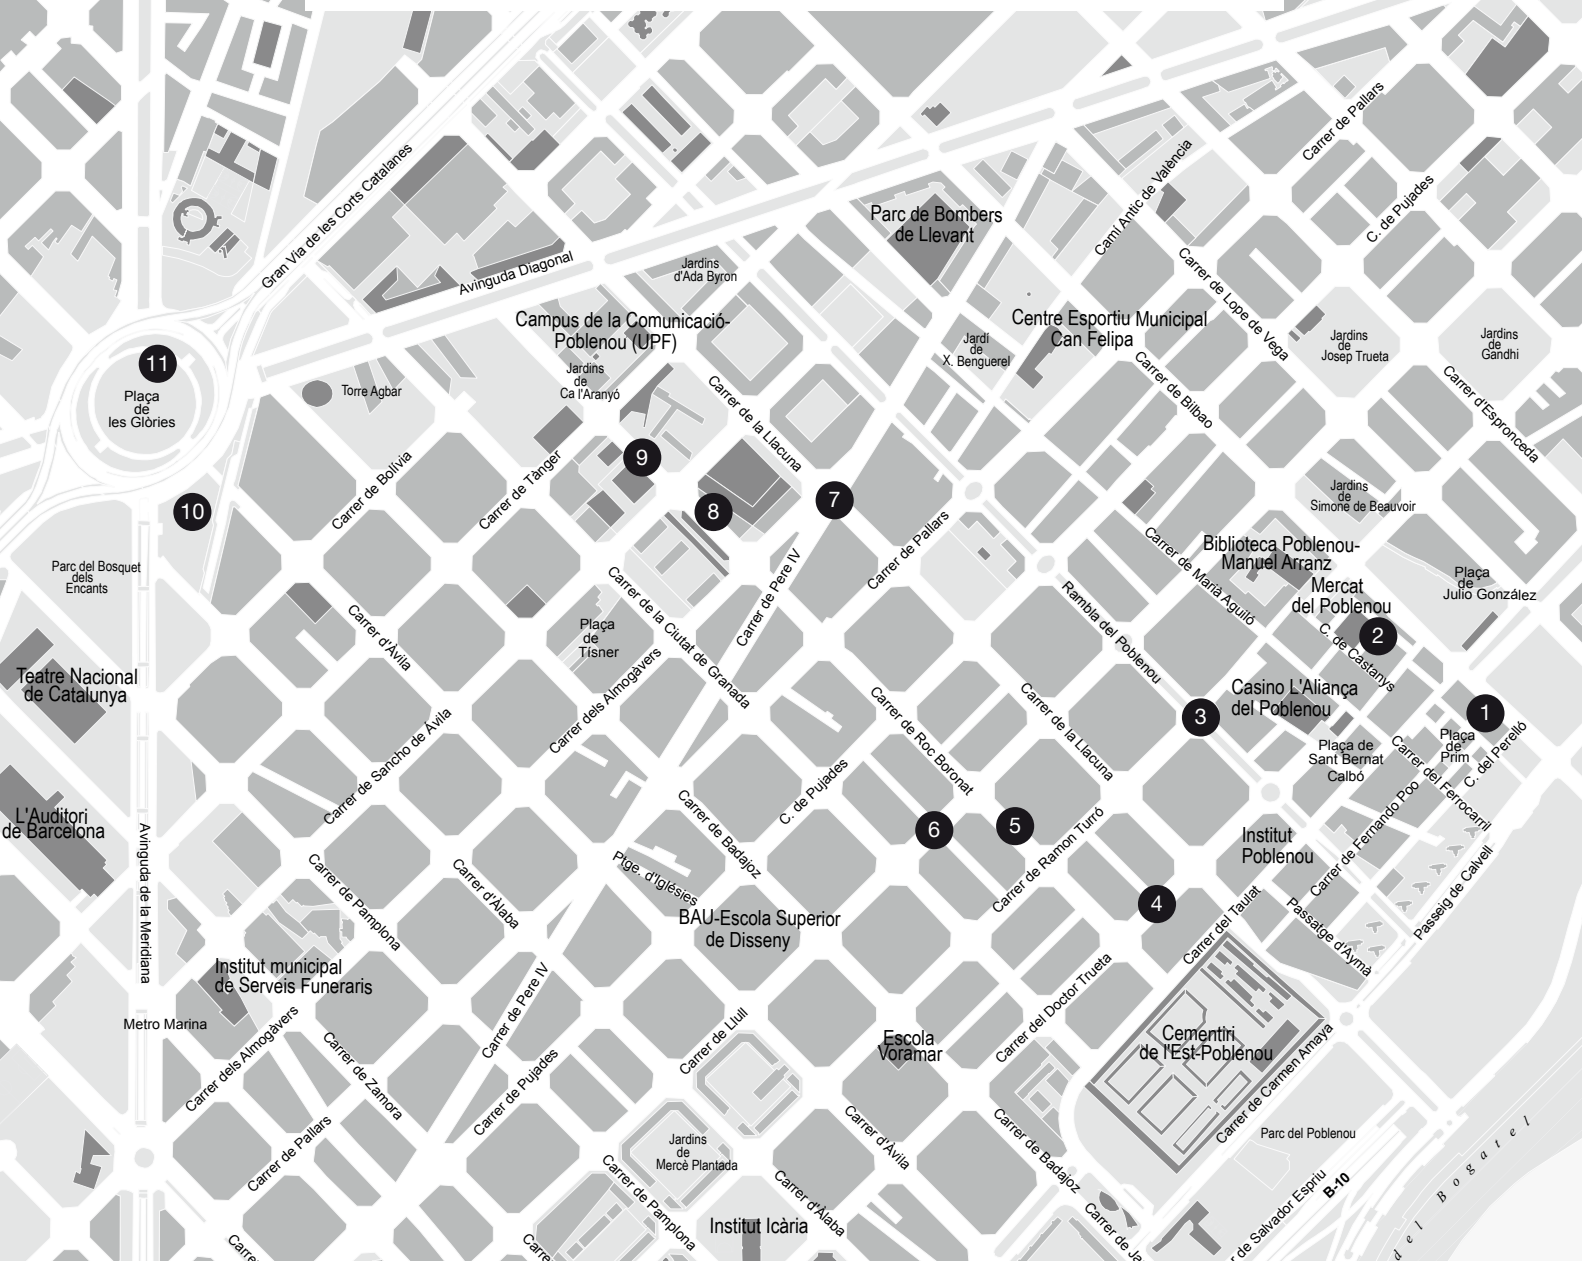 Carrer de Pallars
Camí Antic de València
Gran Via de les Corts Catalanes
C. de Pujades
Parc de Bombers
de Llevant
Avinguda Diagonal
Jardins
d'Ada Byron
Carrer de Lope de Vega
Campus de la Comunicació-
Poblenou (UPF)
Centre Esportiu Municipal
Can Felipa
Jardí
de
X. Benguerel
Jardins
de
Josep Trueta
Jardins
de
Gandhi
11
Plaça
de
les Glòries
Torre Agbar
Jardins
de
Ca l'Aranyó
Carrer de la Llacuna
Carrer de Bilbao
Carrer d'Espronceda
Carrer de Bolívia
Carrer de Tànger
9
8
7
10
Jardins
de
Simone de Beauvoir
Carrer de Pallars
Carrer de Marià Aguiló
Biblioteca Poblenou-
Manuel Arranz
Mercat
del Poblenou
Plaça
de
Julio González
Parc del Bosquet
dels
Encants
Carrer de Pere IV
Carrer de la Ciutat de Granada
Rambla del Poblenou
Carrer d'Àvila
Plaça
de
Tísner
2
C. de Castanys
Teatre Nacional
de Catalunya
Carrer dels Almogàvers
Casino L'Aliança
del Poblenou
3
1
Carrer de Sancho de Ávila
Carrer de Roc Boronat
Carrer de la Llacuna
Plaça de
Sant Bernat
Calbó
Plaça
de
Prim
C. del Perelló
Carrer del Ferrocarril
C. de Pujades
L'Auditori
de Barcelona
Avinguda de la Meridiana
Carrer de Badajoz
6
5
Carrer de Ramon Turró
Institut
Poblenou
Carrer de Fernando Poo
Passeig de Calvell
Carrer de Pamplona
Carrer d'Àlaba
Ptge. d'Iglésies
BAU-Escola Superior
de Disseny
4
Carrer del Taulat
Passatge d'Aymà
Institut municipal
de Serveis Funeraris
Metro Marina
Carrer dels Almogàvers
Carrer de Zamora
Carrer de Pere IV
Carrer de Pujades
Carrer de Llull
Escola
Voramar
Carrer del Doctor Trueta
Cementiri
de l'Est-Poblenou
Carrer de Carmen Amaya
Parc del Poblenou
Carrer de Pallars
Jardins
de
Mercè Plantada
Carrer d'Àvila
Carrer de Badajoz
Carrer de Pamplona
Carrer d'Àlaba
Institut Icària
B-10
r de Salvador Espriu
Carrer de Ja
Carre
Carre
del Bogatel